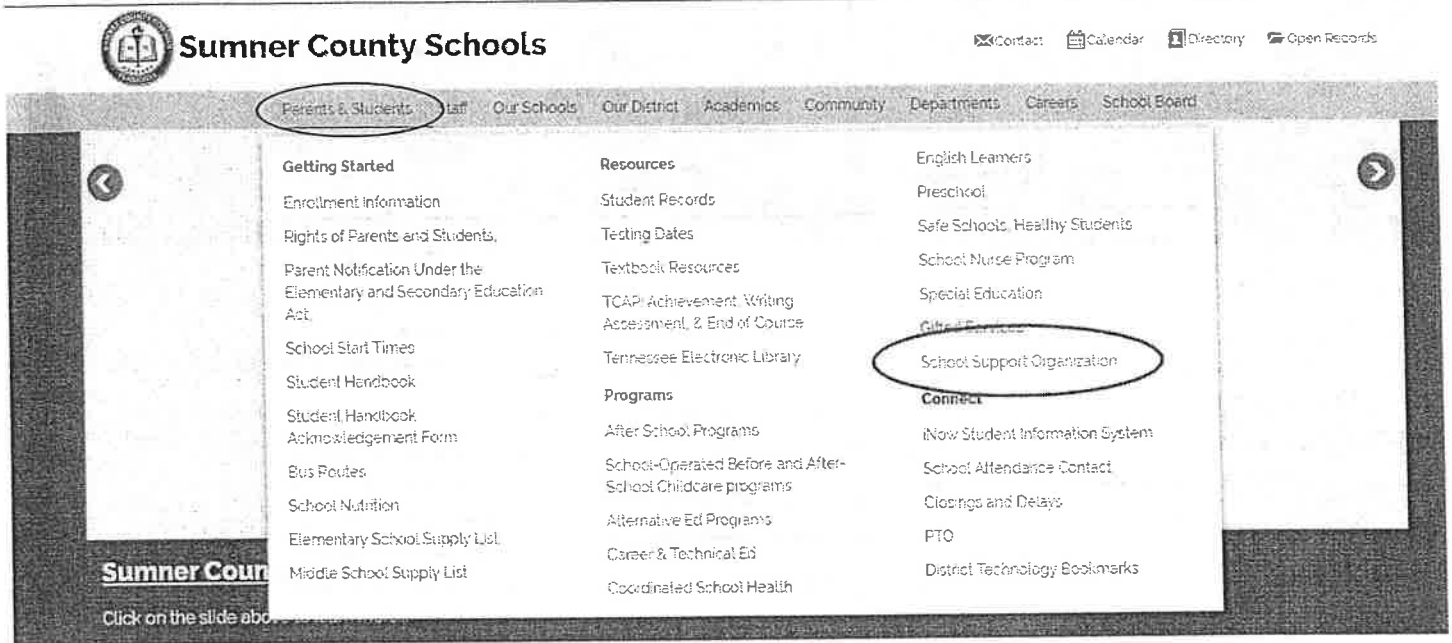 Sumner County Schools
Contact Calendar Directory Open Records
Parents & Students Staff Our Schools Our District Academics Community Departments Careers School Board
Getting Started
Enrollment Information
Rights of Parents and Students,
Parent Notification Under the
Elementary and Secondary Education
Act,
School Start Times
Student Handbook
Student Handbook
Acknowledgement Form
Bus Routes
School Nutrition
Elementary School Supply List,
Middle School Supply List
Resources
Student Records
Testing Dates
Textbook Resources
TCAP: Achievement, Writing
Assessment, & End of Course
Tennessee Electronic Library
Programs
After School Programs
School-Operated Before and After-
School Childcare programs
Alternative Ed Programs
Career & Technical Ed
Coordinated School Health
English Learners
Preschool
Safe Schools, Healthy Students
School Nurse Program
Special Education
Gifted Services
School Support Organization
Connect
iNow Student Information System
School Attendance Contact
Closings and Delays
PTO
District Technology Bookmarks
Sumner Coun
Click on the slide abo